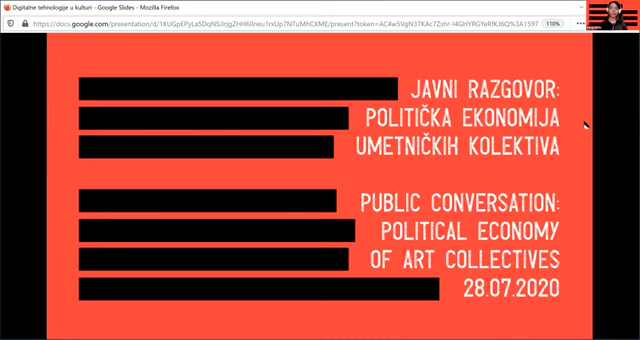 Digitalne tehnologije u kulturi - Google Slides - Mozilla Firefox
110%
JAVNI RAZGOVOR:
POLITIČKA EKONOMIJA
UMETNIČKIH KOLEKTIVA
PUBLIC CONVERSATION:
POLITICAL ECONOMY
OF ART COLLECTIVES
28.07.2020